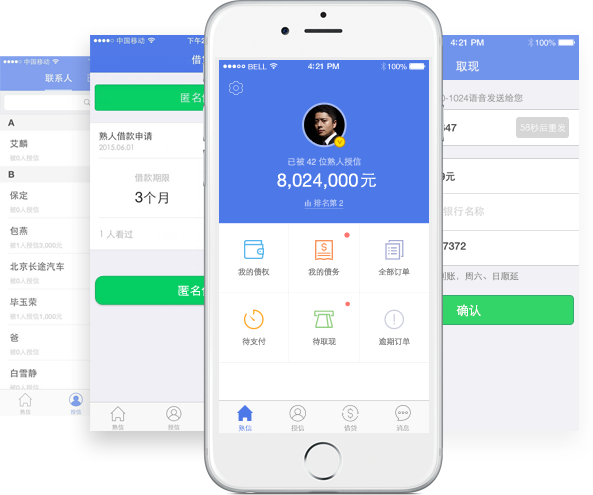 中国移动
联系人
A
艾麟
被0人授信
B
保定
被0人授信
包燕
被1人授信3,000元
北京长途汽车
被0人授信
毕玉荣
被1人授信1,000元
爸
被0人授信
白雪静
被0人授信
熟信
授信
中国移动
下午2
匿名
熟人借款申请
2015.06.01
借款期限
3个月
1 人看过
匿名
熟信
授信
BELL
4:21 PM
100%
已被 42 位熟人授信
8,024,000元
排名第 2
我的债权
我的债务
全部订单
待支付
待取现
逾期订单
熟信
授信
借贷
消息
4:21 PM
100%
取现
0-1024语音发送给您
547
58秒后重发
元
银行名称
7372
到账，周六、日顺延
确认